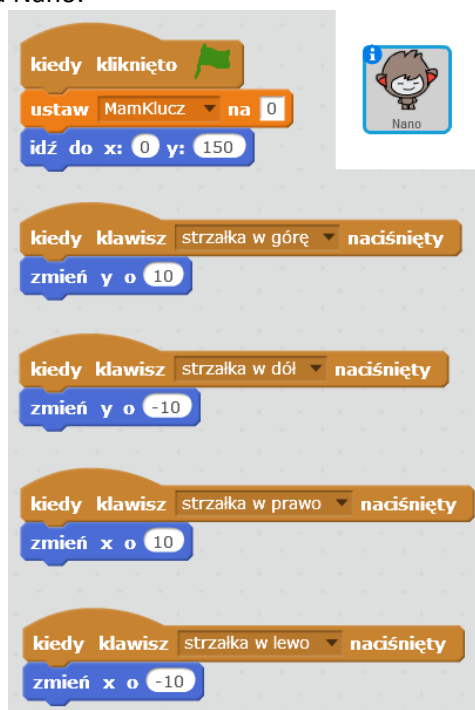 kiedy kliknięto
ustaw MamKlucz na 0
idź do x: 0 y: 150
Nano
kiedy klawisz strzałka w górę naciśnięty
zmień y o 10
kiedy klawisz strzałka w dół naciśnięty
zmień y o -10
kiedy klawisz strzałka w prawo naciśnięty
zmień x o 10
kiedy klawisz strzałka w lewo naciśnięty
zmień x o -10